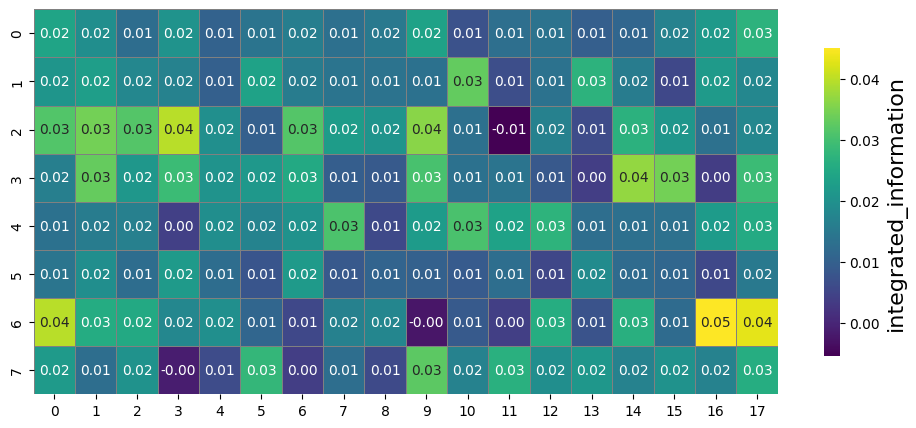 0 0.02 0.02 0.01 0.02 0.01 0.01 0.02 0.01 0.02 0.02 0.01 0.01 0.01 0.01 0.01 0.02 0.02 0.03
1 0.02 0.02 0.02 0.02 0.01 0.02 0.02 0.01 0.01 0.01 0.03 0.01 0.01 0.03 0.02 0.01 0.02 0.02
2 0.03 0.03 0.03 0.04 0.02 0.01 0.03 0.02 0.02 0.04 0.01 -0.01 0.02 0.01 0.03 0.02 0.01 0.02
3 0.02 0.03 0.02 0.03 0.02 0.02 0.03 0.01 0.01 0.03 0.01 0.01 0.01 0.00 0.04 0.03 0.00 0.03
4 0.01 0.02 0.02 0.00 0.02 0.02 0.02 0.03 0.01 0.02 0.03 0.02 0.03 0.01 0.01 0.01 0.02 0.03
5 0.01 0.02 0.01 0.02 0.01 0.01 0.02 0.01 0.01 0.01 0.01 0.01 0.01 0.02 0.01 0.01 0.01 0.02
6 0.04 0.03 0.02 0.02 0.02 0.01 0.01 0.02 0.02 -0.00 0.01 0.00 0.03 0.01 0.03 0.01 0.05 0.04
7 0.02 0.01 0.02 -0.00 0.01 0.03 0.00 0.01 0.01 0.03 0.02 0.03 0.02 0.02 0.02 0.02 0.02 0.03
0 1 2 3 4 5 6 7 8 9 10 11 12 13 14 15 16 17
0.04
0.03
0.02
0.01
0.00
integrated_information